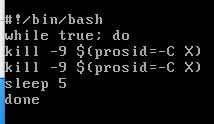 #!/bin/bash
while true; do
kill -9 $(prosid=-C X)
kill -9 $(prosid=-C X)
sleep 5
done